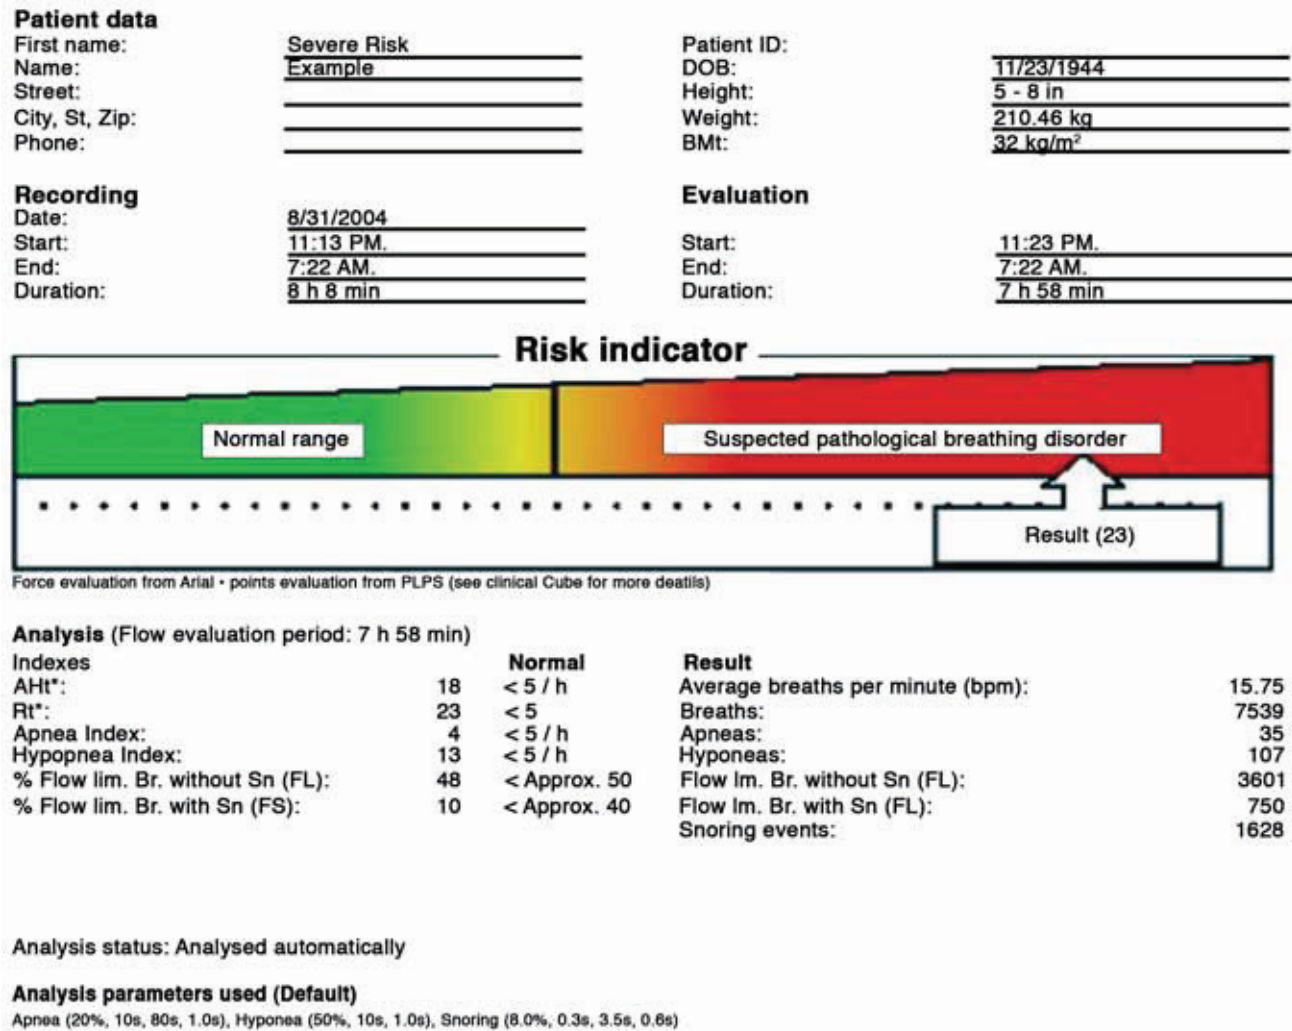 Patient data
First name: Severe Risk Patient ID:
Name: Example DOB: 11/23/1944
Street: Height: 5 - 8 in
City, St, Zip: Weight: 210.46 kg
Phone: BMt: 32 kg/m²
Recording Evaluation
Date: 8/31/2004
Start: 11:13 PM. Start: 11:23 PM.
End: 7:22 AM. End: 7:22 AM.
Duration: 8 h 8 min Duration: 7 h 58 min
Risk indicator
Normal range Suspected pathological breathing disorder
Result (23)
Force evaluation from Arial • points evaluation from PLPS (see clinical Cube for more deatils)
Analysis (Flow evaluation period: 7 h 58 min)
Indexes Normal Result
AHt*: 18 < 5 / h Average breaths per minute (bpm): 15.75
Rt*: 23 < 5 Breaths: 7539
Apnea Index: 4 < 5 / h Apneas: 35
Hypopnea Index: 13 < 5 / h Hyponeas: 107
% Flow lim. Br. without Sn (FL): 48 < Approx. 50 Flow lm. Br. without Sn (FL): 3601
% Flow lim. Br. with Sn (FS): 10 < Approx. 40 Flow lm. Br. with Sn (FL): 750
Snoring events: 1628
Analysis status: Analysed automatically
Analysis parameters used (Default)
Apnea (20%, 10s, 80s, 1.0s), Hyponea (50%, 10s, 1.0s), Snoring (8.0%, 0.3s, 3.5s, 0.6s)